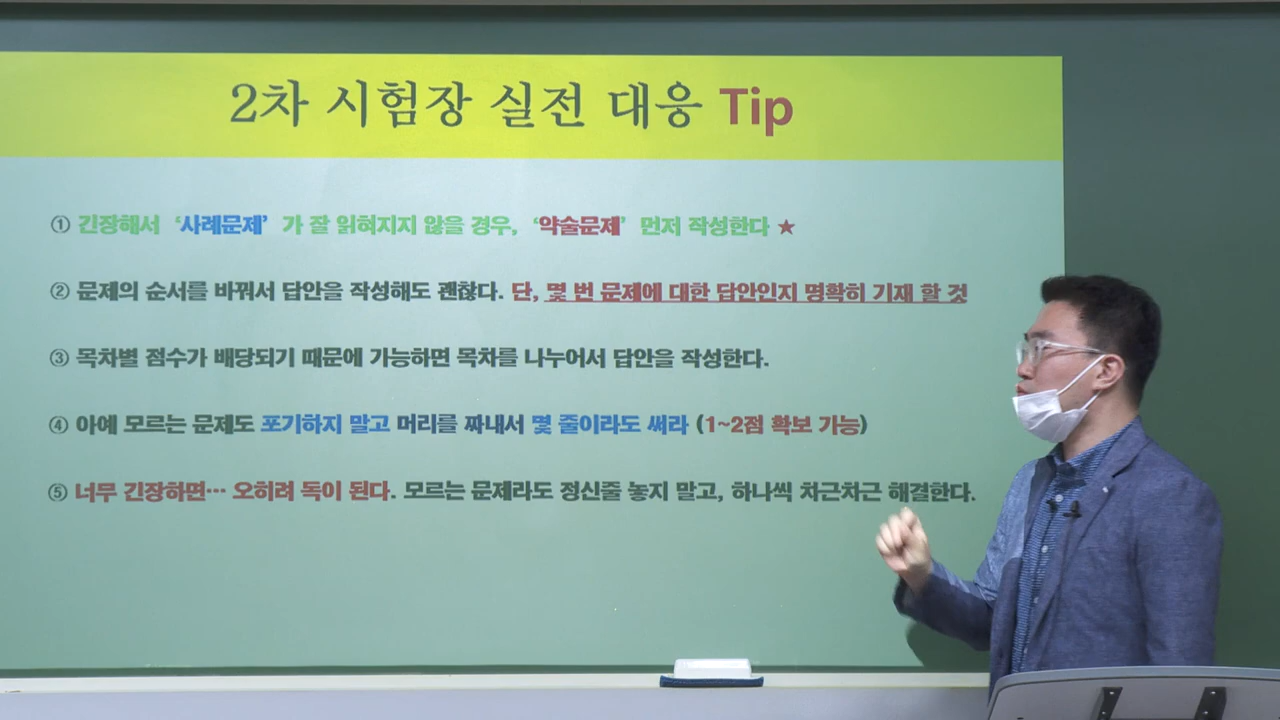 2차 시험장 실전 대응 Tip
① 긴장해서 ‘사례문제’ 가 잘 읽혀지지 않을 경우, ‘약술문제’ 먼저 작성한다 ★
② 문제의 순서를 바꿔서 답안을 작성해도 괜찮다. 단, 몇 번 문제에 대한 답안인지 명확히 기재 할 것
③ 목차별 점수가 배당되기 때문에 가능하면 목차를 나누어서 답안을 작성한다.
④ 아예 모르는 문제도 포기하지 말고 머리를 짜내서 몇 줄이라도 써라 (1~2점 확보 가능)
⑤ 너무 긴장하면… 오히려 독이 된다. 모르는 문제라도 정신줄 놓지 말고, 하나씩 차근차근 해결한다.